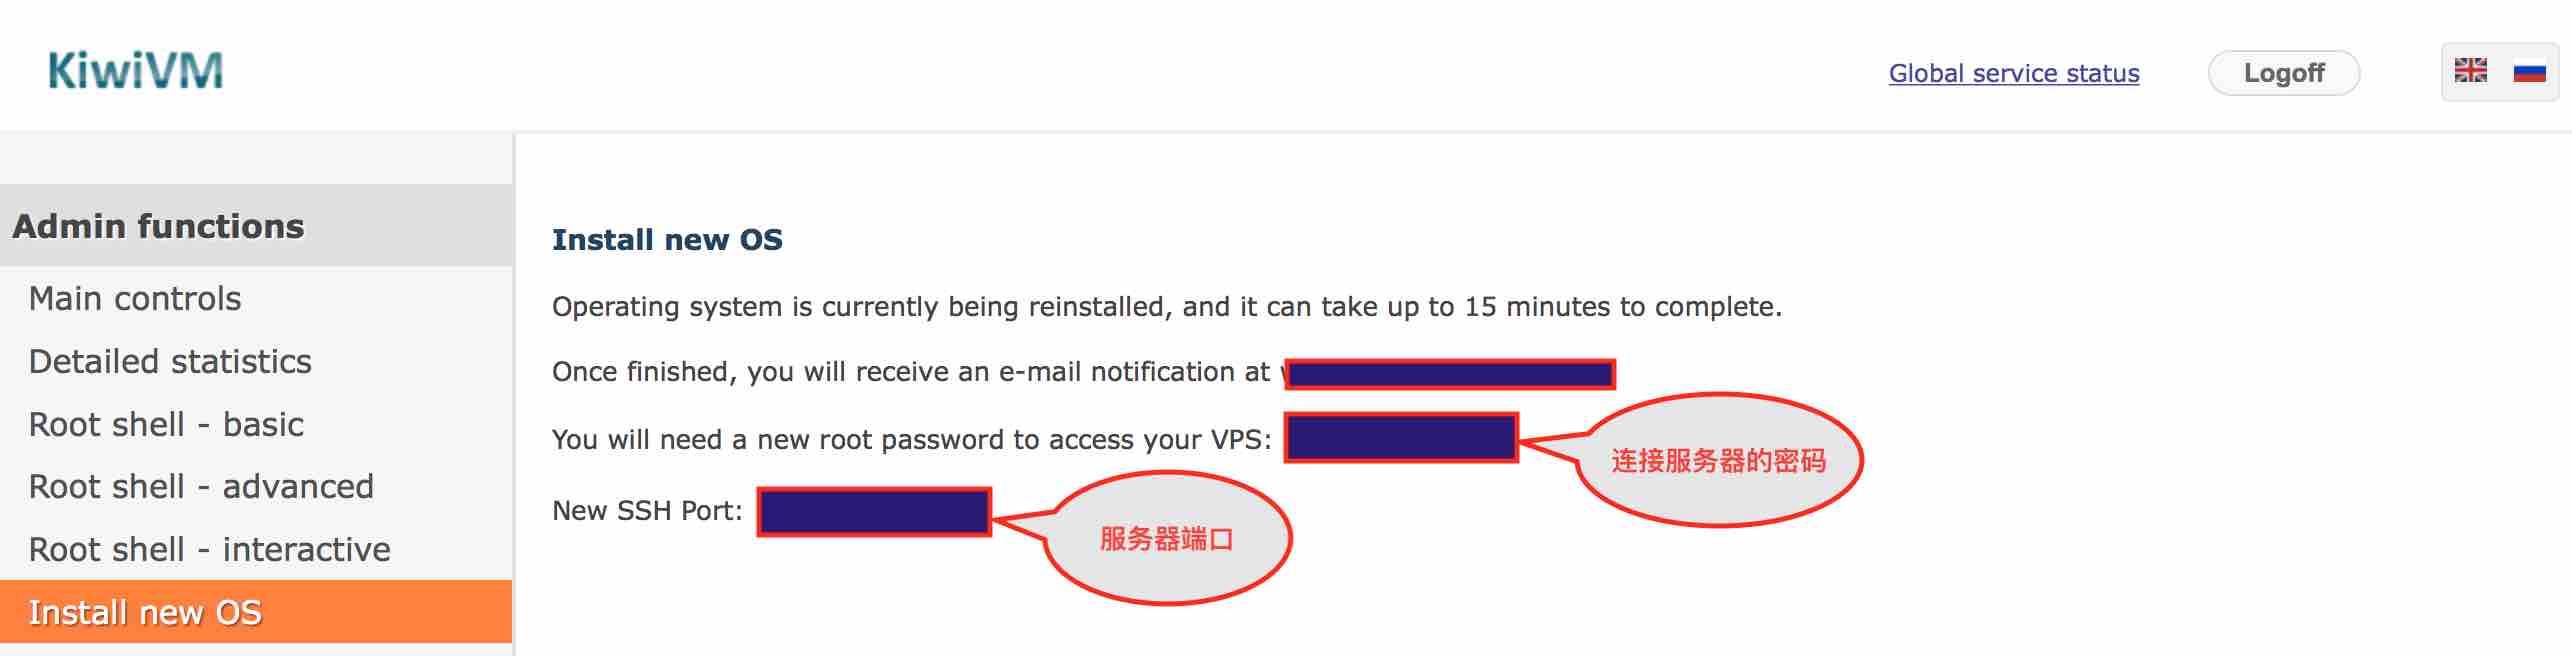 KiwiVM
Global service status
Logoff
Admin functions
Main controls
Detailed statistics
Root shell - basic
Root shell - advanced
Root shell - interactive
Install new OS
Install new OS
Operating system is currently being reinstalled, and it can take up to 15 minutes to complete.
Once finished, you will receive an e-mail notification at
You will need a new root password to access your VPS:
连接服务器的密码
New SSH Port:
服务器端口